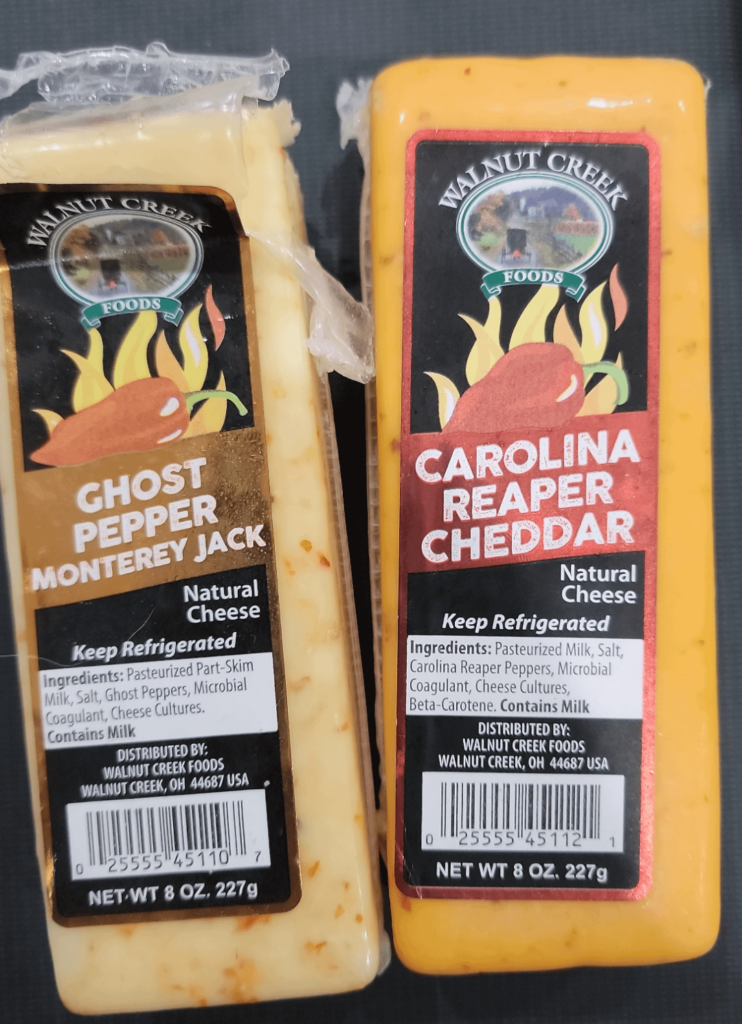 WALNUT CREEK
FOODS
GHOST
PEPPER
MONTEREY JACK
Natural
Cheese
Keep Refrigerated
Ingredients: Pasteurized Part-Skim
Milk, Salt, Ghost Peppers, Microbial
Coagulant, Cheese Cultures.
Contains Milk
DISTRIBUTED BY:
WALNUT CREEK FOODS
WALNUT CREEK, OH 44687 USA
0 25555 45110 7
NET WT 8 OZ. 227g
WALNUT CREEK
FOODS
CAROLINA
REAPER
CHEDDAR
Natural
Cheese
Keep Refrigerated
Ingredients: Pasteurized Milk, Salt,
Carolina Reaper Peppers, Microbial
Coagulant, Cheese Cultures,
Beta-Carotene. Contains Milk
DISTRIBUTED BY:
WALNUT CREEK FOODS
WALNUT CREEK, OH 44687 USA
0 25555 45112 1
NET WT 8 OZ. 227g